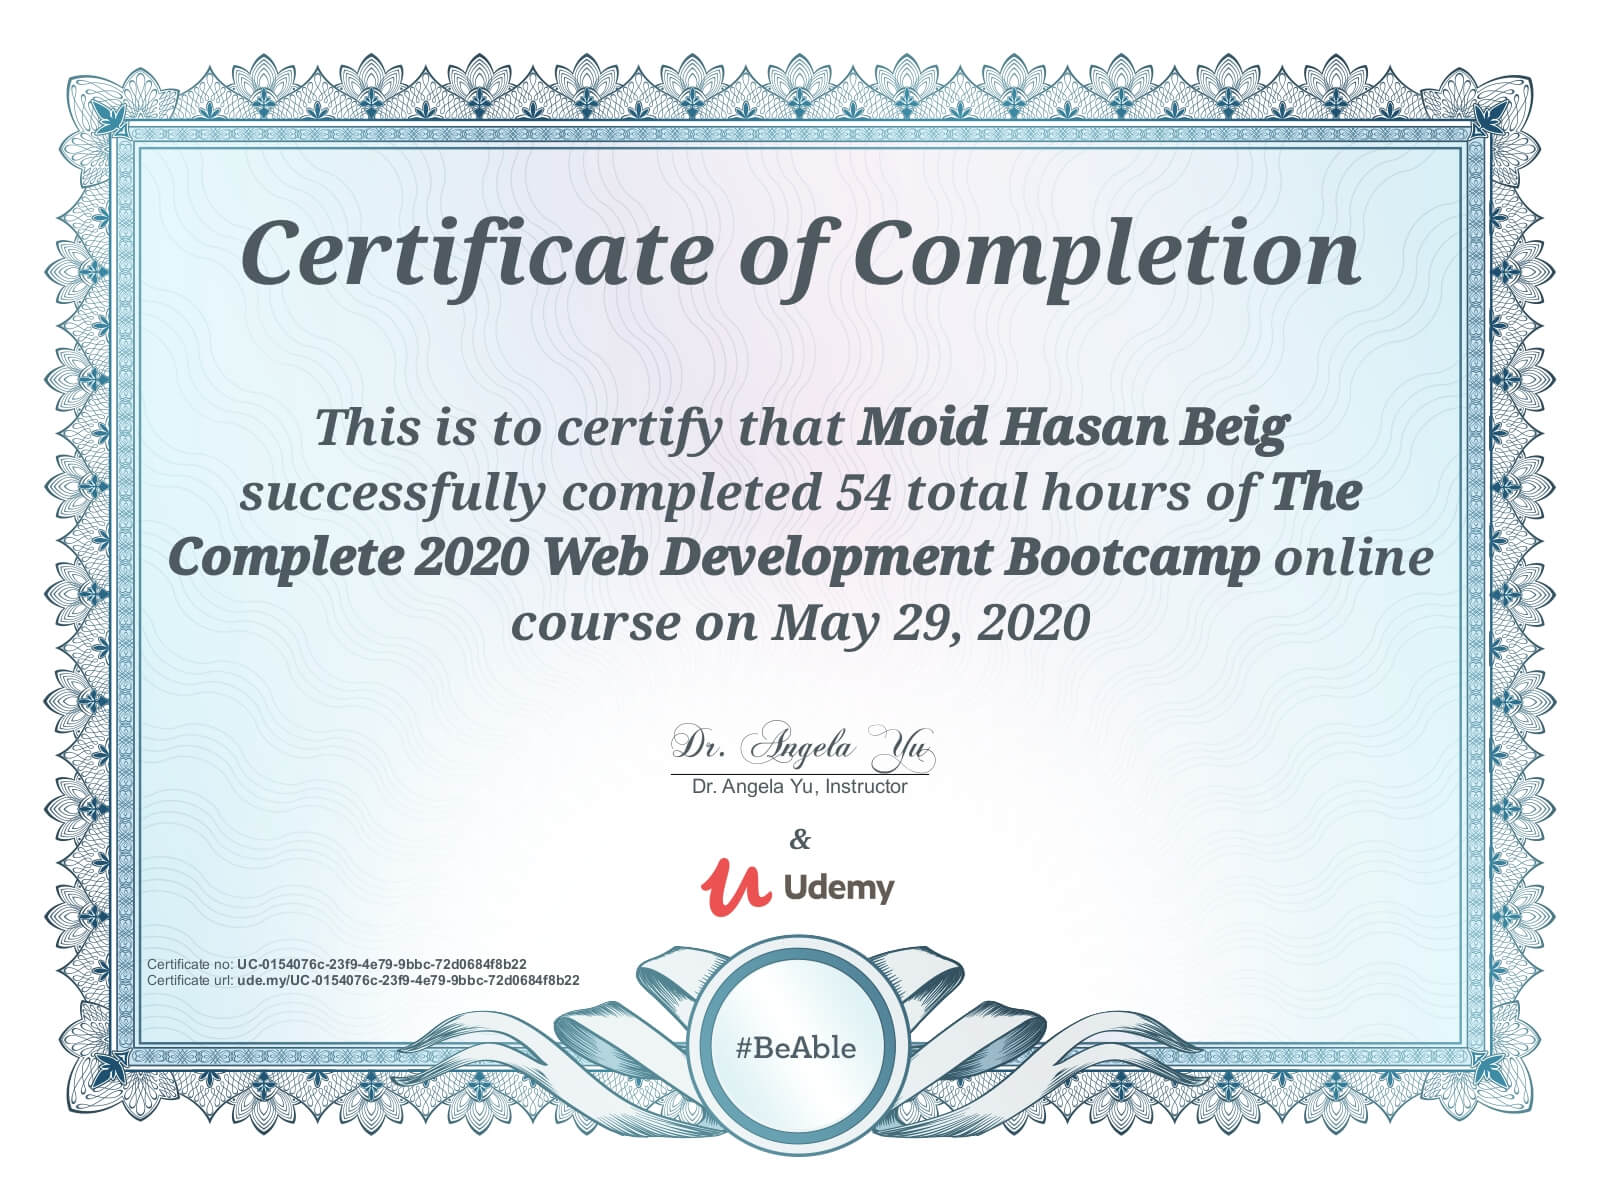 Certificate of Completion
This is to certify that Moid Hasan Beig
successfully completed 54 total hours of The
Complete 2020 Web Development Bootcamp online
course on May 29, 2020
Dr. Angela Yu
Dr. Angela Yu, Instructor
&
Udemy
Certificate no: UC-0154076c-23f9-4e79-9bbc-72d0684f8b22
Certificate url: ude.my/UC-0154076c-23f9-4e79-9bbc-72d0684f8b22
#BeAble